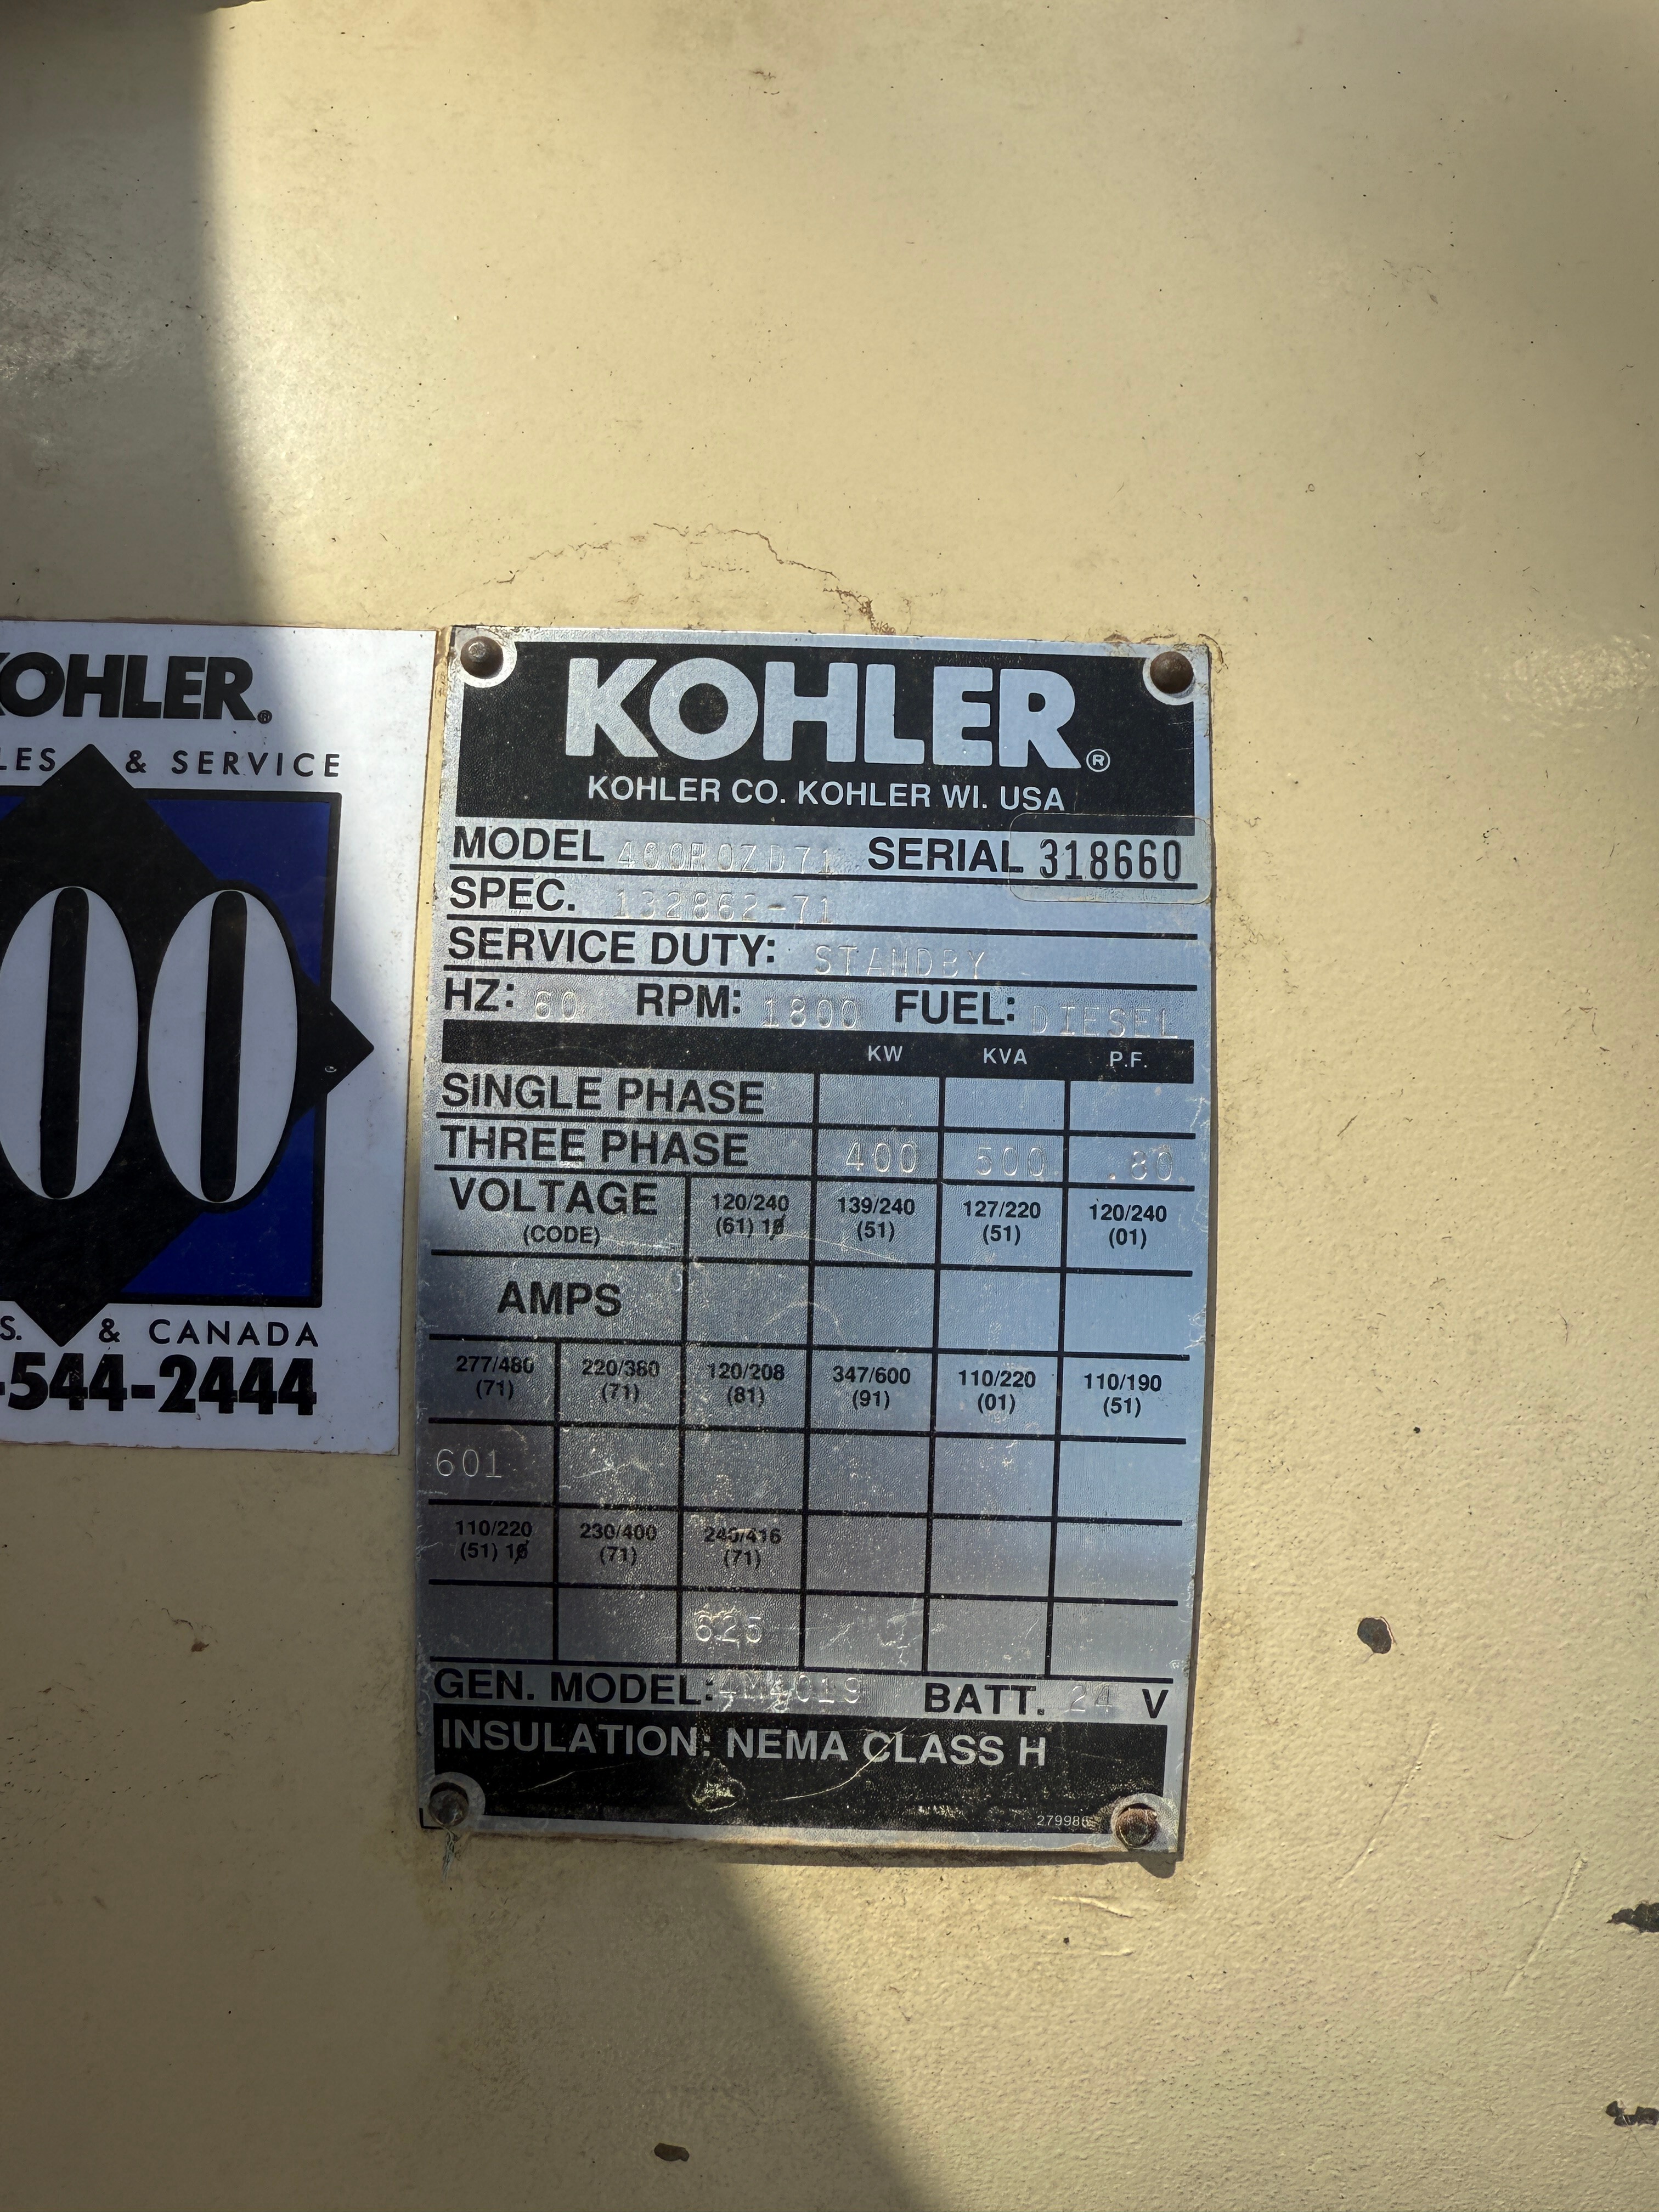 KOHLER®
& SERVICE
00
& CANADA
-544-2444
KOHLER®
KOHLER CO. KOHLER WI. USA
MODEL 400ROZD71 SERIAL 318660
SPEC. 132862-71
SERVICE DUTY: STANDBY
HZ: 60 RPM: 1800 FUEL: DIESEL
KW KVA P.F.
SINGLE PHASE
THREE PHASE 400 500 .80
VOLTAGE 120/240 139/240 127/220 120/240
(CODE) (61) 1ø (51) (51) (01)
AMPS
277/480 220/380 120/208 347/600 110/220 110/190
(71) (71) (81) (91) (01) (51)
601
110/220 230/400 240/416
(51) 1ø (71) (71)
625
GEN. MODEL: 4M4019 BATT. 24 V
INSULATION: NEMA CLASS H
279986